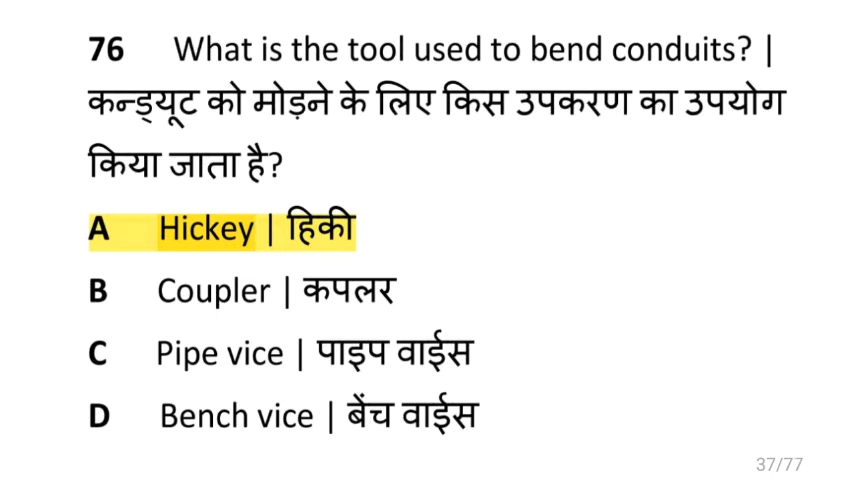 76 What is the tool used to bend conduits? |
कन्ड्यूट को मोड़ने के लिए किस उपकरण का उपयोग
किया जाता है?
A Hickey | हिकी
B Coupler | कपलर
C Pipe vice | पाइप वाईस
D Bench vice | बेंच वाईस
37/77